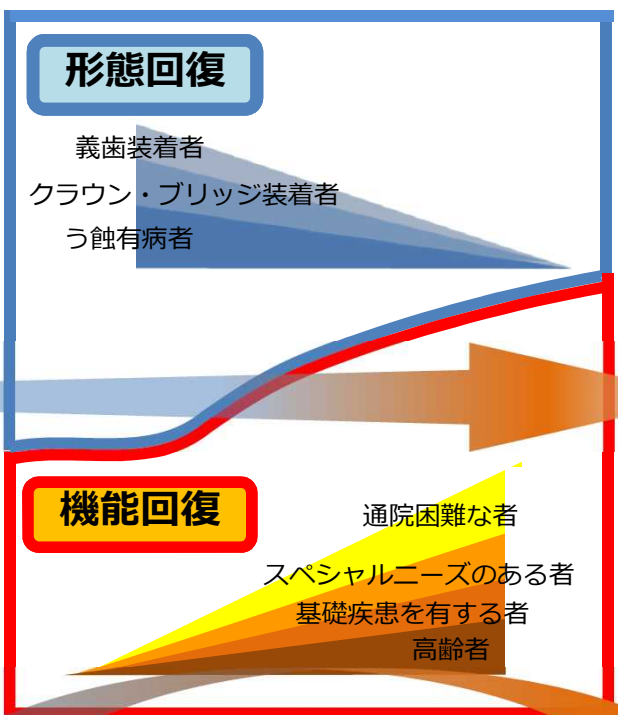 形態回復
義歯装着者
クラウン・ブリッジ装着者
う蝕有病者
機能回復
通院困難な者
スペシャルニーズのある者
基礎疾患を有する者
高齢者